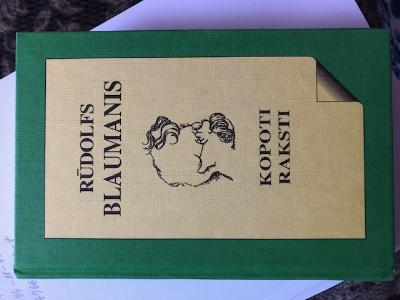 RŪDOLFS
BLAUMANIS
KOPOTI
RAKSTI